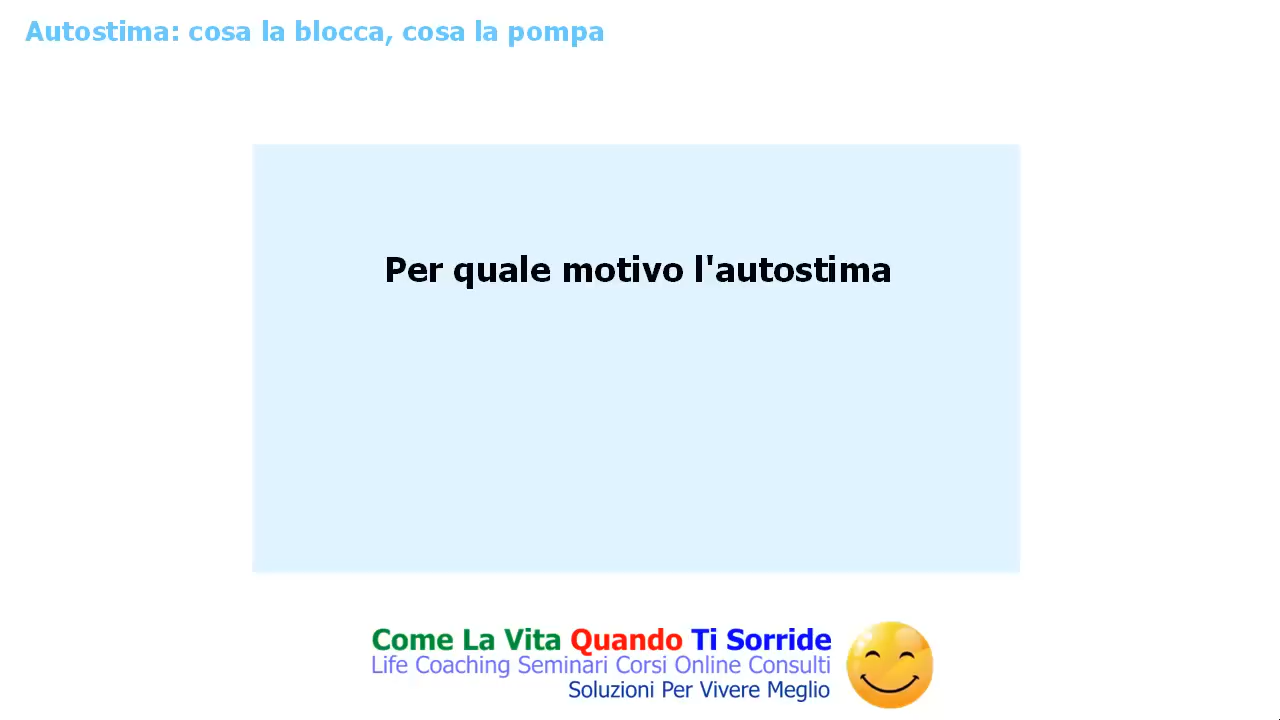 Autostima: cosa la blocca, cosa la pompa
Per quale motivo l'autostima
Come La Vita Quando Ti Sorride
Life Coaching Seminari Corsi Online Consulti
Soluzioni Per Vivere Meglio